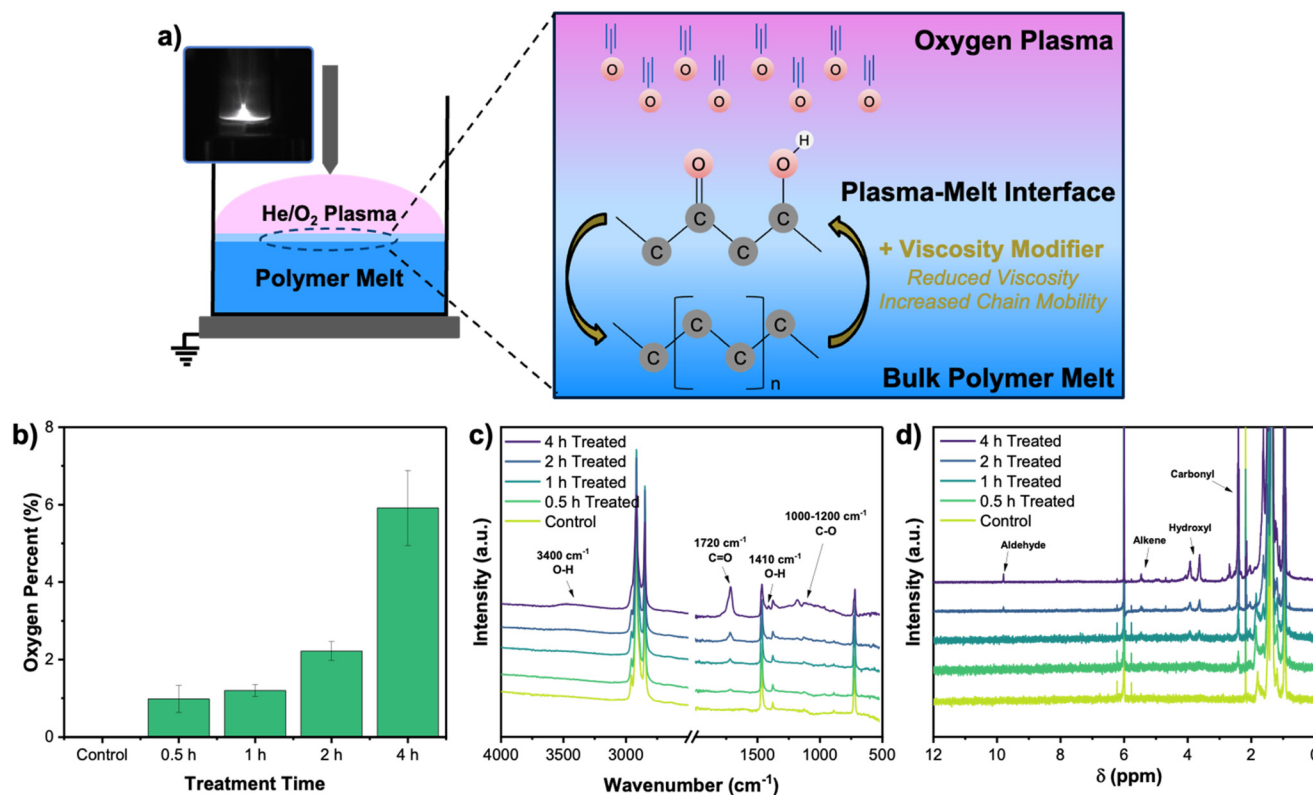 a)
He/O₂ Plasma
Polymer Melt
Oxygen Plasma
O O O O
O O O O
H
O O
Plasma-Melt Interface
C C
C C
+ Viscosity Modifier
Reduced Viscosity
Increased Chain Mobility
C C
C C
n
Bulk Polymer Melt
b)
8
6
4
2
0
Oxygen Percent (%)
Control 0.5 h 1 h 2 h 4 h
Treatment Time
c)
4 h Treated
2 h Treated
1 h Treated
0.5 h Treated
Control
3400 cm⁻¹
O-H
1720 cm⁻¹
C=O
1410 cm⁻¹
O-H
1000-1200 cm⁻¹
C-O
Intensity (a.u.)
4000 3000 1500 1000 500
Wavenumber (cm⁻¹)
d)
4 h Treated
2 h Treated
1 h Treated
0.5 h Treated
Control
Carbonyl
Aldehyde
Alkene
Hydroxyl
Intensity (a.u.)
12 10 8 6 4 2 0
δ (ppm)